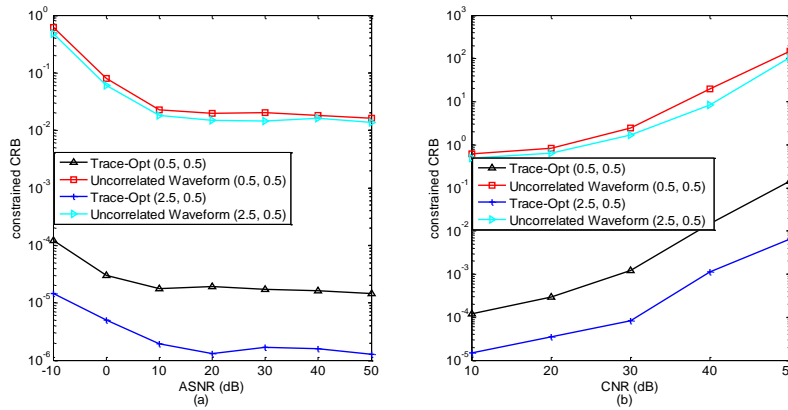 10^0
10^-1
10^-2
10^-3
10^-4
10^-5
10^-6
constrained CRB
-10 0 10 20 30 40 50
ASNR (dB)
(a)
Trace-Opt (0.5, 0.5)
Uncorrelated Waveform (0.5, 0.5)
Trace-Opt (2.5, 0.5)
Uncorrelated Waveform (2.5, 0.5)
10^3
10^2
10^1
10^0
10^-1
10^-2
10^-3
10^-4
10^-5
constrained CRB
10 20 30 40 50
CNR (dB)
(b)
Trace-Opt (0.5, 0.5)
Uncorrelated Waveform (0.5, 0.5)
Trace-Opt (2.5, 0.5)
Uncorrelated Waveform (2.5, 0.5)